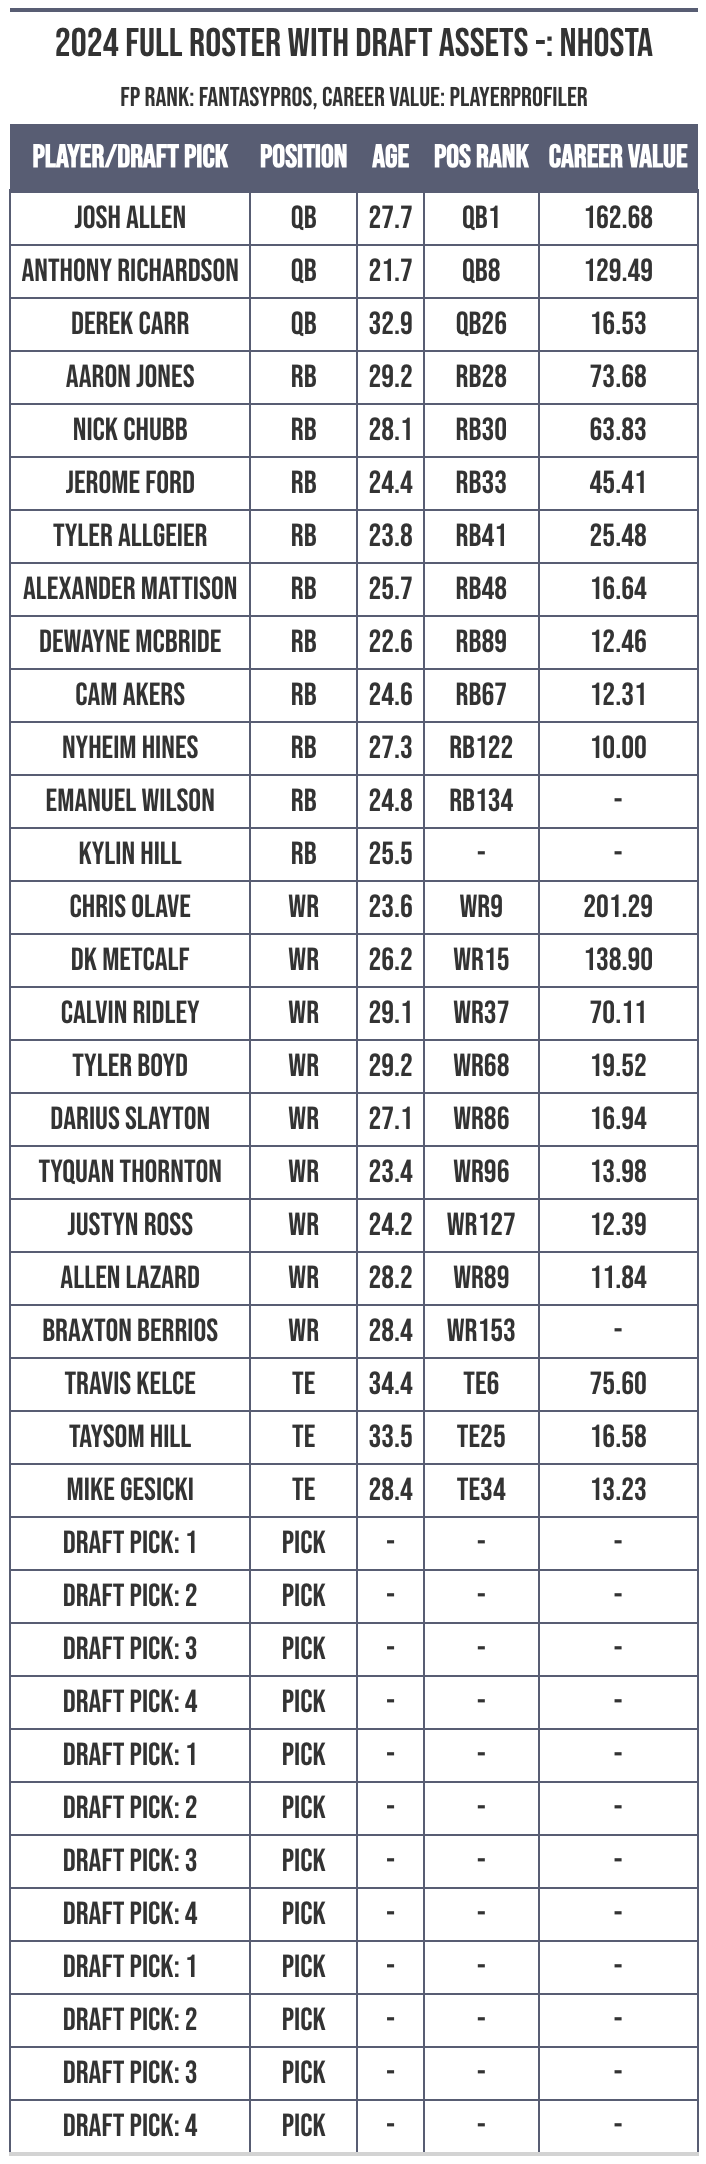 2024 FULL ROSTER WITH DRAFT ASSETS -: NHOSTA
FP RANK: FANTASYPROS, CAREER VALUE: PLAYERPROFILER
PLAYER/DRAFT PICK POSITION AGE POS RANK CAREER VALUE
JOSH ALLEN QB 27.7 QB1 162.68
ANTHONY RICHARDSON QB 21.7 QB8 129.49
DEREK CARR QB 32.9 QB26 16.53
AARON JONES RB 29.2 RB28 73.68
NICK CHUBB RB 28.1 RB30 63.83
JEROME FORD RB 24.4 RB33 45.41
TYLER ALLGEIER RB 23.8 RB41 25.48
ALEXANDER MATTISON RB 25.7 RB48 16.64
DEWAYNE MCBRIDE RB 22.6 RB89 12.46
CAM AKERS RB 24.6 RB67 12.31
NYHEIM HINES RB 27.3 RB122 10.00
EMANUEL WILSON RB 24.8 RB134 -
KYLIN HILL RB 25.5 - -
CHRIS OLAVE WR 23.6 WR9 201.29
DK METCALF WR 26.2 WR15 138.90
CALVIN RIDLEY WR 29.1 WR37 70.11
TYLER BOYD WR 29.2 WR68 19.52
DARIUS SLAYTON WR 27.1 WR86 16.94
TYQUAN THORNTON WR 23.4 WR96 13.98
JUSTYN ROSS WR 24.2 WR127 12.39
ALLEN LAZARD WR 28.2 WR89 11.84
BRAXTON BERRIOS WR 28.4 WR153 -
TRAVIS KELCE TE 34.4 TE6 75.60
TAYSOM HILL TE 33.5 TE25 16.58
MIKE GESICKI TE 28.4 TE34 13.23
DRAFT PICK: 1 PICK - - -
DRAFT PICK: 2 PICK - - -
DRAFT PICK: 3 PICK - - -
DRAFT PICK: 4 PICK - - -
DRAFT PICK: 1 PICK - - -
DRAFT PICK: 2 PICK - - -
DRAFT PICK: 3 PICK - - -
DRAFT PICK: 4 PICK - - -
DRAFT PICK: 1 PICK - - -
DRAFT PICK: 2 PICK - - -
DRAFT PICK: 3 PICK - - -
DRAFT PICK: 4 PICK - - -